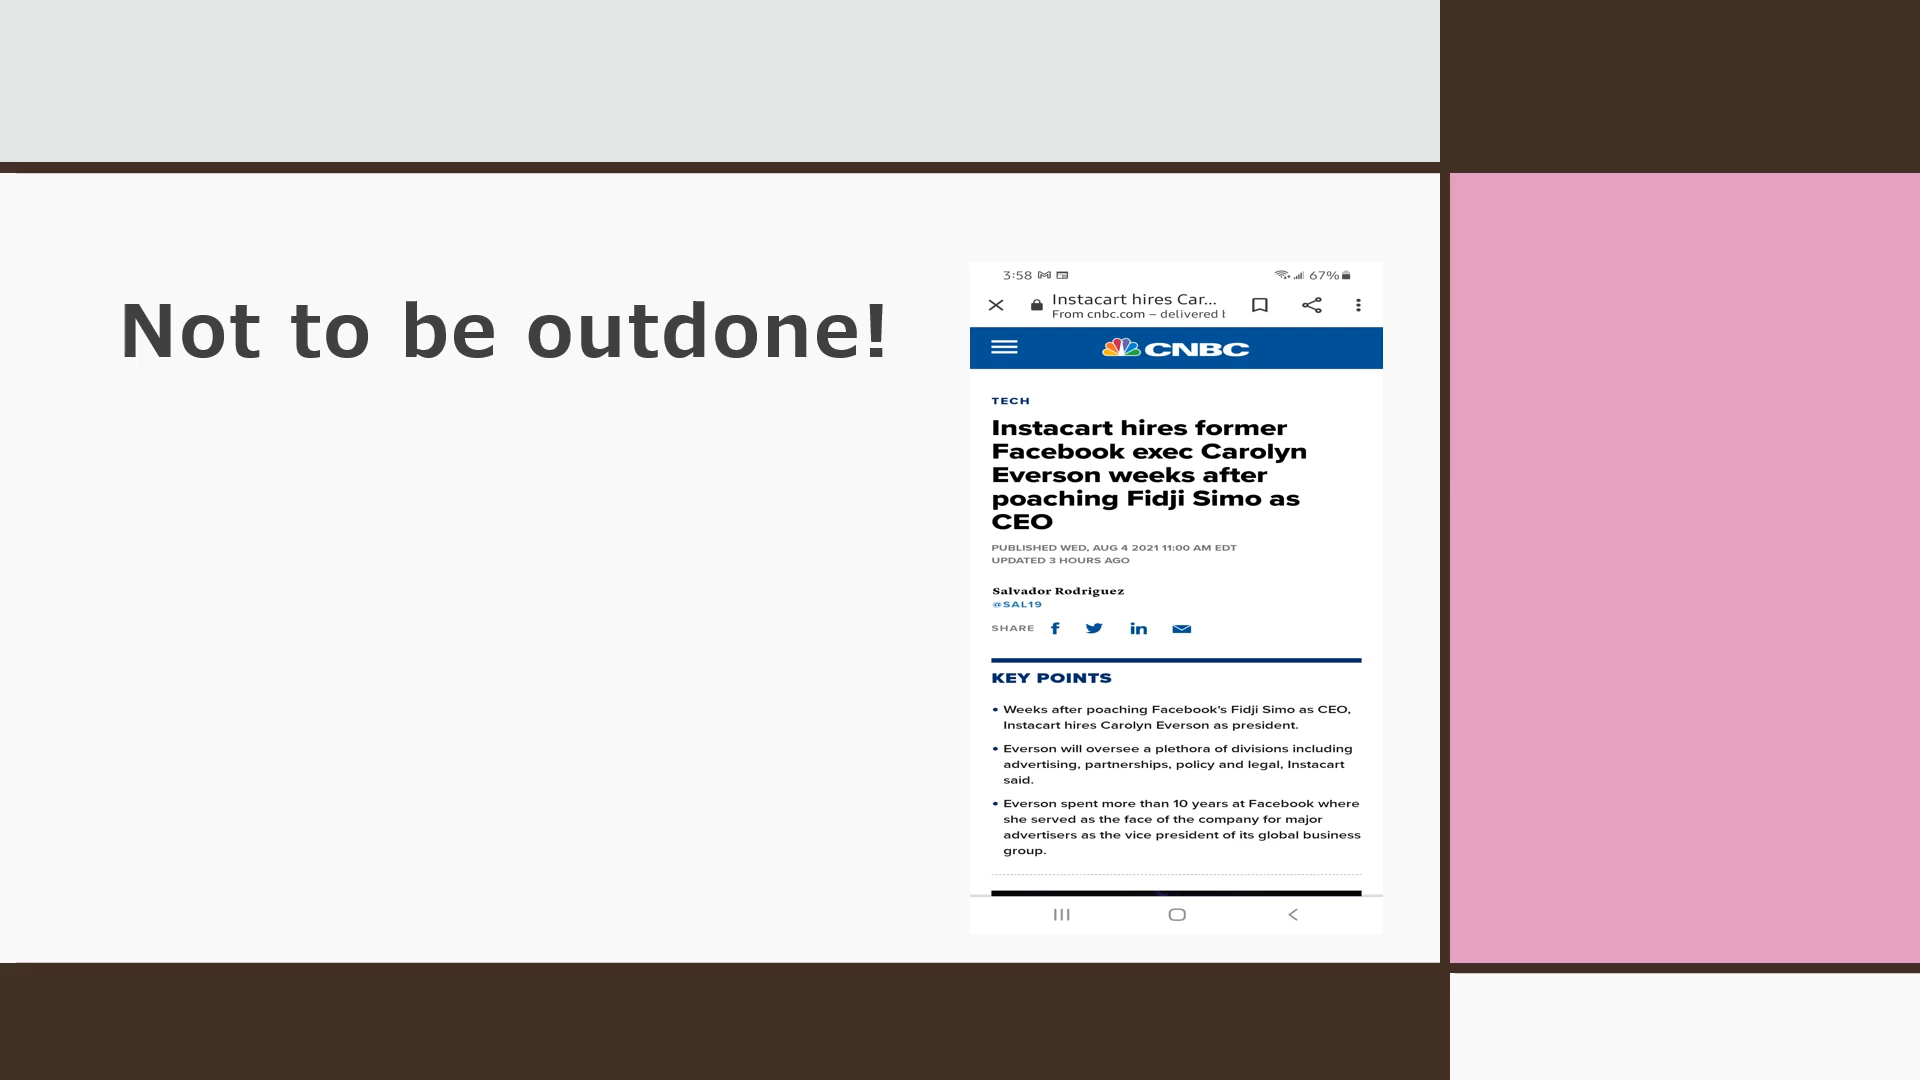 Not to be outdone!
3:58 67%
Instacart hires Car...
From cnbc.com – delivered
CNBC
TECH
Instacart hires former
Facebook exec Carolyn
Everson weeks after
poaching Fidji Simo as
CEO
PUBLISHED WED, AUG 4 2021 11:00 AM EDT
UPDATED 3 HOURS AGO
Salvador Rodriguez
@SAL19
SHARE
KEY POINTS
• Weeks after poaching Facebook's Fidji Simo as CEO,
Instacart hires Carolyn Everson as president.
• Everson will oversee a plethora of divisions including
advertising, partnerships, policy and legal, Instacart
said.
• Everson spent more than 10 years at Facebook where
she served as the face of the company for major
advertisers as the vice president of its global business
group.